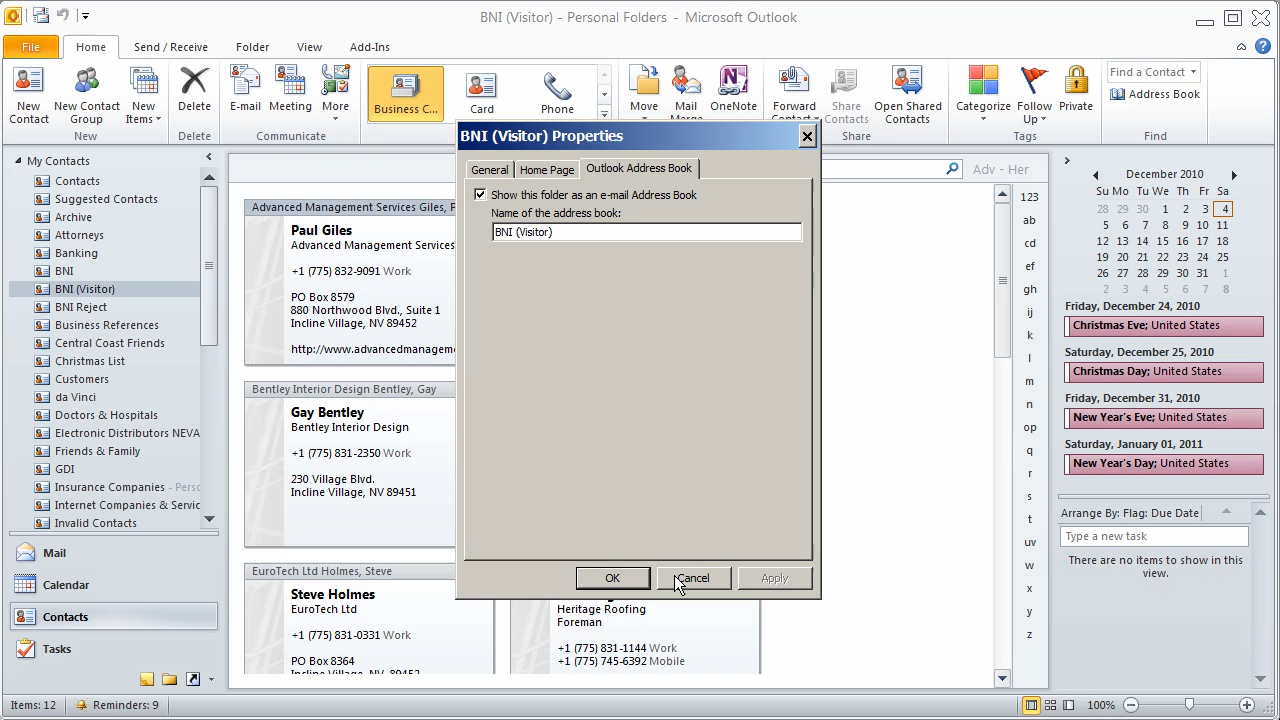 BNI (Visitor) - Personal Folders - Microsoft Outlook
File
Home
Send / Receive
Folder
View
Add-Ins
New Contact
New Contact Group
New Items
New
Delete
Delete
E-mail
Meeting
More
Communicate
Business C...
Card
Phone
Move
Mail Merge
OneNote
Forward Contact
Share Contacts
Open Shared Contacts
Share
Categorize
Follow Up
Private
Tags
Find a Contact
Address Book
Find
My Contacts
Contacts
Suggested Contacts
Archive
Attorneys
Banking
BNI
BNI (Visitor)
BNI Reject
Business References
Central Coast Friends
Christmas List
Customers
da Vinci
Doctors & Hospitals
Electronic Distributors NEVA
Friends & Family
GDI
Insurance Companies - Perso
Internet Companies & Servic
Invalid Contacts
Mail
Calendar
Contacts
Tasks
Advanced Management Services Giles, P
Paul Giles
Advanced Management Services
+1 (775) 832-9091 Work
PO Box 8579
880 Northwood Blvd., Suite 1
Incline Village, NV 89452
http://www.advancedmanageme
Bentley Interior Design Bentley, Gay
Gay Bentley
Bentley Interior Design
+1 (775) 831-2350 Work
230 Village Blvd.
Incline Village, NV 89451
EuroTech Ltd Holmes, Steve
Steve Holmes
EuroTech Ltd
+1 (775) 831-0331 Work
PO Box 8364
Heritage Roofing
Foreman
+1 (775) 831-1144 Work
+1 (775) 745-6392 Mobile
BNI (Visitor) Properties
General
Home Page
Outlook Address Book
Show this folder as an e-mail Address Book
Name of the address book:
BNI (Visitor)
OK
Cancel
Apply
Adv - Her
123
ab
cd
ef
gh
ij
k
l
m
n
op
q
r
s
t
uv
w
x
y
z
December 2010
Su Mo Tu We Th Fr Sa
28 29 30 1 2 3 4
5 6 7 8 9 10 11
12 13 14 15 16 17 18
19 20 21 22 23 24 25
26 27 28 29 30 31 1
2 3 4 5 6 7 8
Friday, December 24, 2010
Christmas Eve; United States
Saturday, December 25, 2010
Christmas Day; United States
Friday, December 31, 2010
New Year's Eve; United States
Saturday, January 01, 2011
New Year's Day; United States
Arrange By: Flag: Due Date
Type a new task
There are no items to show in this view.
Items: 12
Reminders: 9
100%